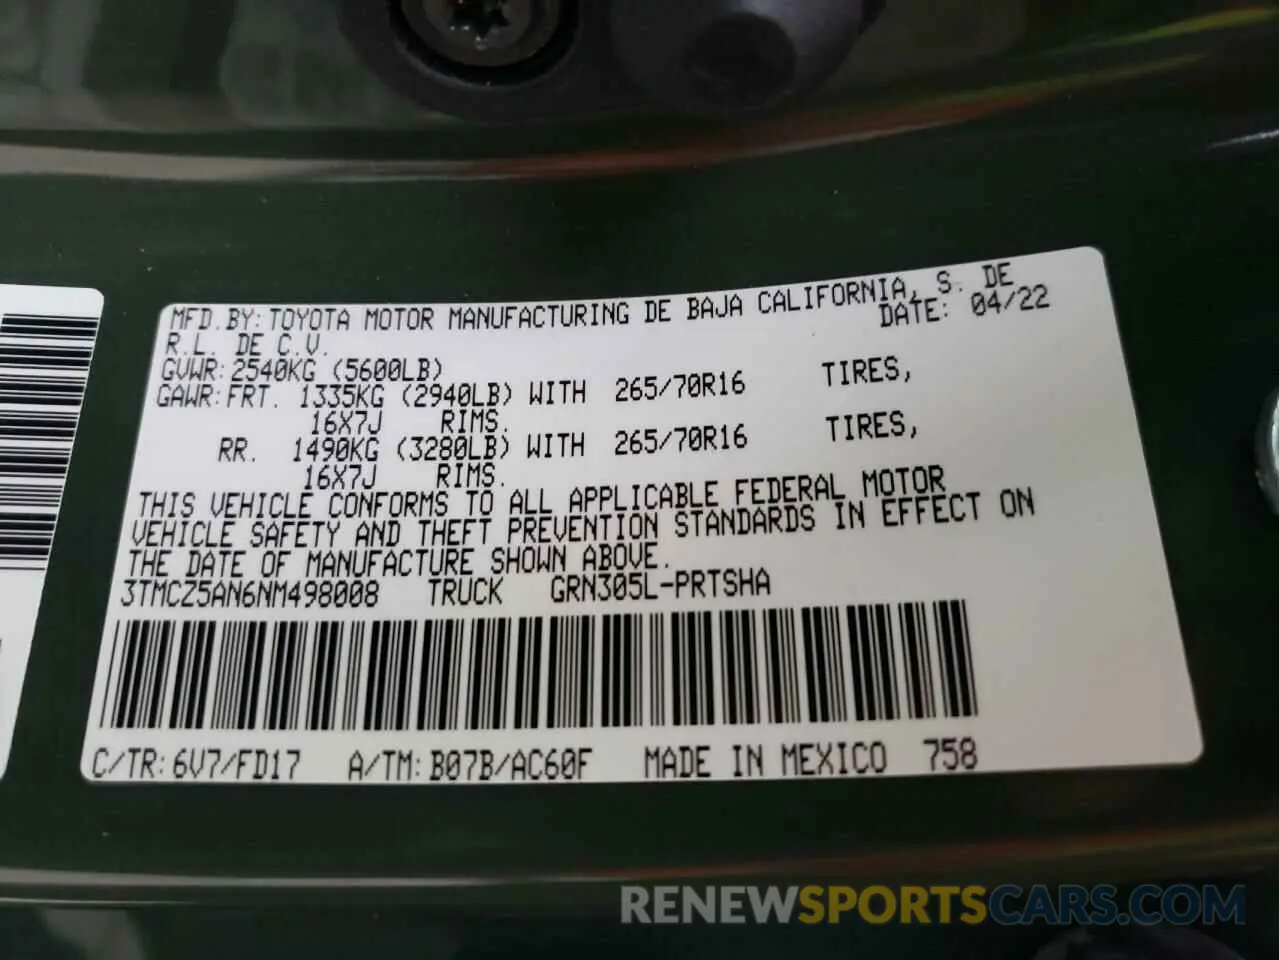 MFD. BY: TOYOTA MOTOR MANUFACTURING DE BAJA CALIFORNIA, S. DE
R.L. DE C.V. DATE: 04/22
GVWR: 2540KG (5600LB)
GAWR: FRT. 1335KG (2940LB) WITH 265/70R16 TIRES,
16X7J RIMS.
RR. 1490KG (3280LB) WITH 265/70R16 TIRES,
16X7J RIMS.
THIS VEHICLE CONFORMS TO ALL APPLICABLE FEDERAL MOTOR
VEHICLE SAFETY AND THEFT PREVENTION STANDARDS IN EFFECT ON
THE DATE OF MANUFACTURE SHOWN ABOVE.
3TMCZ5AN6NM498008 TRUCK GRN305L-PRTSHA
C/TR: 6V7/FD17 A/TM: B07B/AC60F MADE IN MEXICO 758
RENEWSPORTSCARS.COM